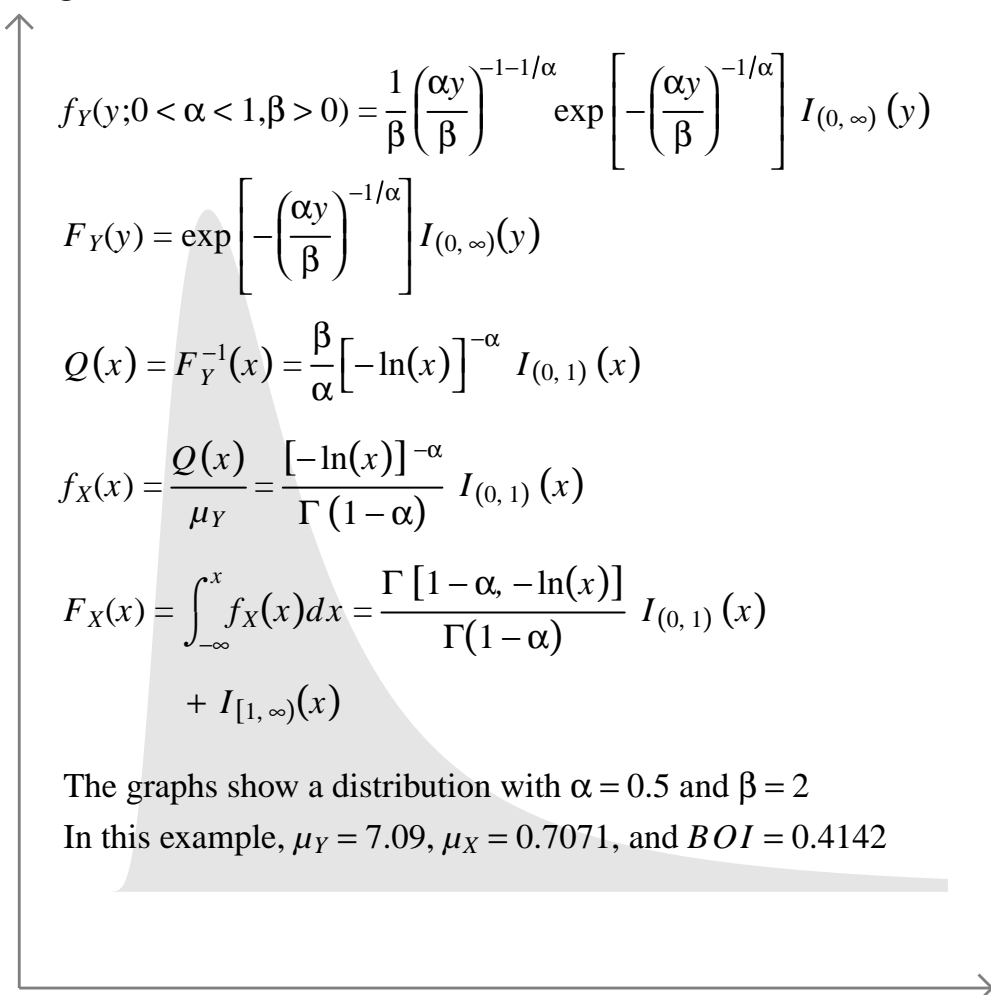 f_Y(y;0 < α < 1,β > 0) = 1/β (αy/β)^(−1−1/α) exp[−(αy/β)^(−1/α)] I_(0, ∞) (y)
F_Y(y) = exp[−(αy/β)^(−1/α)] I_(0, ∞)(y)
Q(x) = F_Y^(−1)(x) = β/α [−ln(x)]^(−α) I_(0, 1) (x)
f_X(x) = Q(x)/μ_Y = [−ln(x)]^(−α)/Γ(1−α) I_(0, 1) (x)
F_X(x) = ∫_(−∞)^x f_X(x)dx = Γ[1−α, −ln(x)]/Γ(1−α) I_(0, 1) (x)
+ I_[1, ∞)(x)
The graphs show a distribution with α = 0.5 and β = 2
In this example, μ_Y = 7.09, μ_X = 0.7071, and BOI = 0.4142